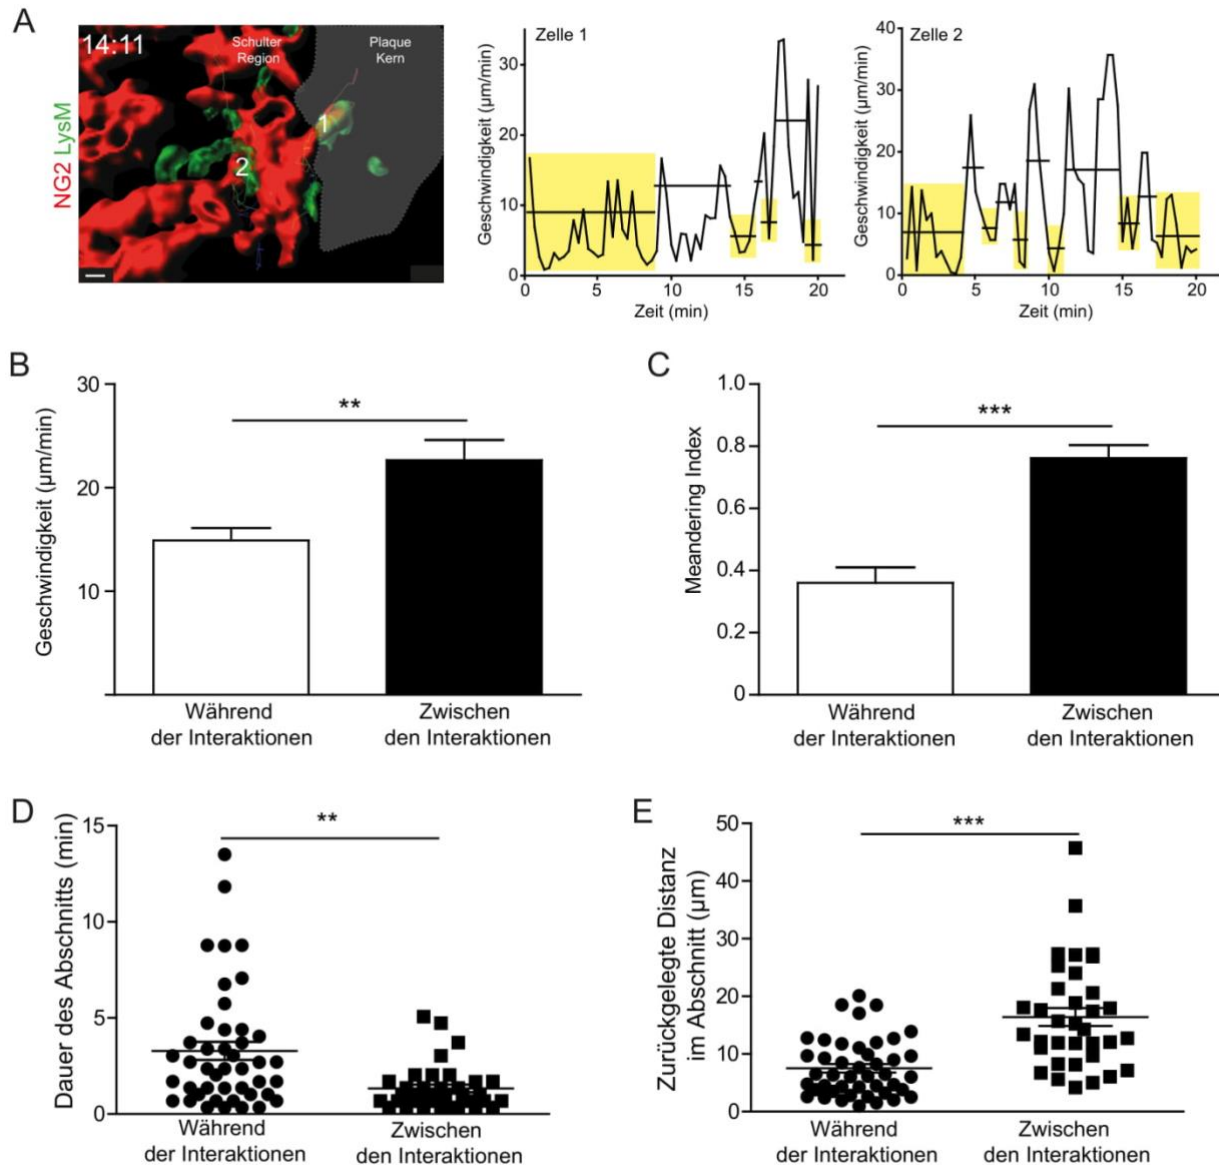 A
14:11
Schulter
Region
Plaque
Kern
1
2
NG2 LysM
Zelle 1
Geschwindigkeit (µm/min)
30
20
10
0
0 5 10 15 20
Zeit (min)
Zelle 2
Geschwindigkeit (µm/min)
40
30
20
10
0
0 5 10 15 20
Zeit (min)
B
Geschwindigkeit (µm/min)
30
20
10
**
Während
der Interaktionen
Zwischen
den Interaktionen
C
Meandering Index
1.0
0.8
0.6
0.4
0.2
0
***
Während
der Interaktionen
Zwischen
den Interaktionen
D
Dauer des Abschnitts (min)
15
10
5
0
**
Während
der Interaktionen
Zwischen
den Interaktionen
E
Zurückgelegte Distanz
im Abschnitt (µm)
50
40
30
20
10
0
***
Während
der Interaktionen
Zwischen
den Interaktionen